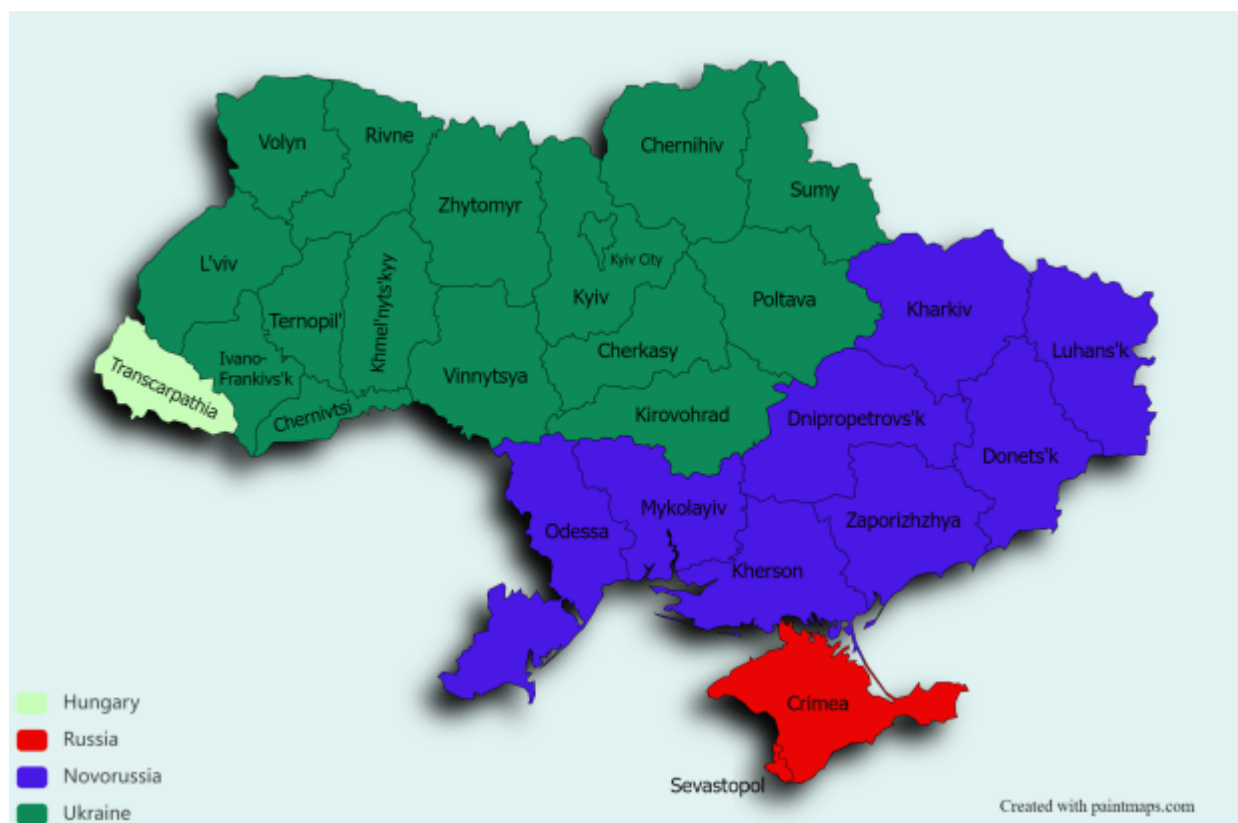 Volyn
Rivne
Chernihiv
Sumy
Zhytomyr
L'viv
Kyiv City
Ternopil'
Khmel'nyts'kyy
Kyiv
Poltava
Kharkiv
Luhans'k
Transcarpathia
Ivano-
Frankivs'k
Cherkasy
Vinnytsya
Chernivtsi
Kirovohrad
Dnipropetrovs'k
Donets'k
Odessa
Mykolayiv
Zaporizhzhya
Kherson
Crimea
Sevastopol
Hungary
Russia
Novorussia
Ukraine
Created with paintmaps.com